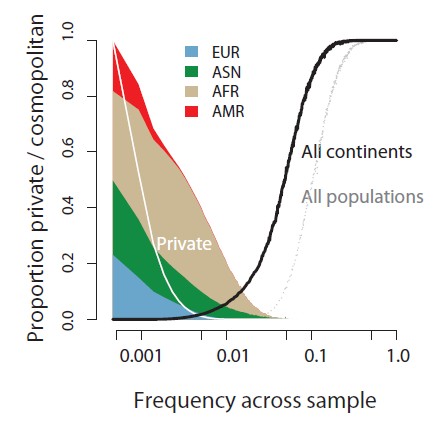 Proportion private / cosmopolitan
1.0
0.8
0.6
0.4
0.2
0.0
EUR
ASN
AFR
AMR
All continents
All populations
Private
0.001
0.01
0.1
1.0
Frequency across sample